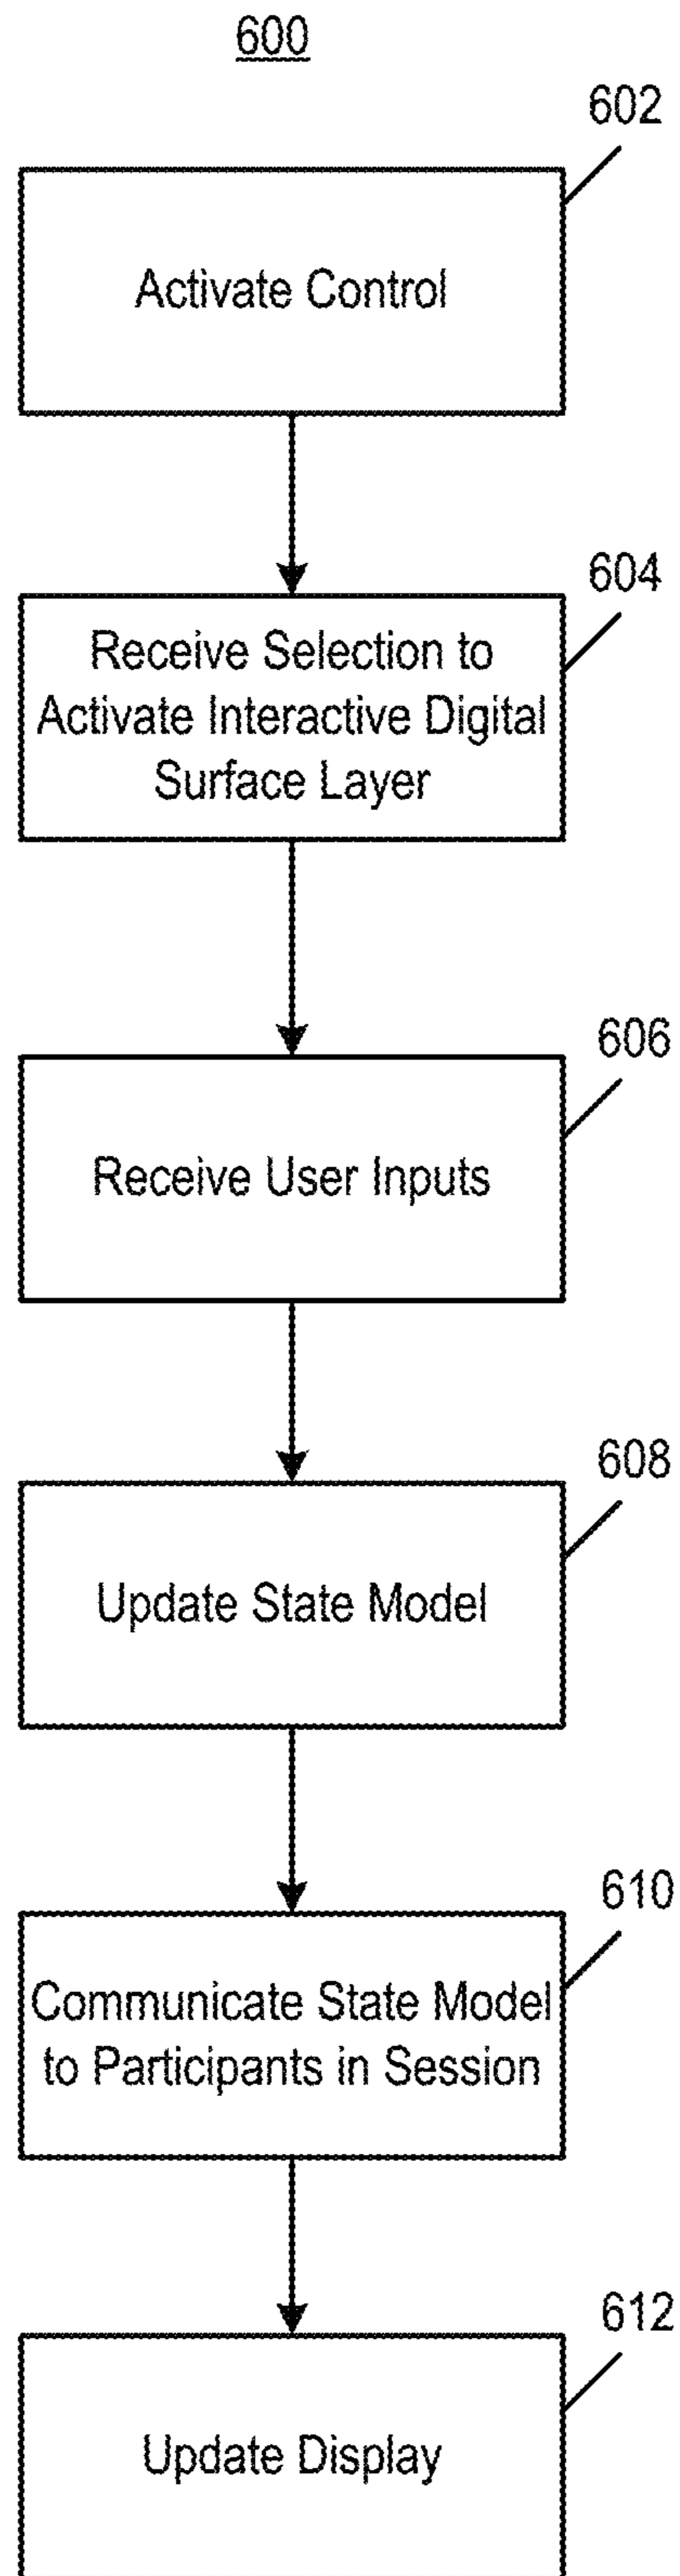 600
602
Activate Control
604
Receive Selection to
Activate Interactive Digital
Surface Layer
606
Receive User Inputs
608
Update State Model
610
Communicate State Model
to Participants in Session
612
Update Display